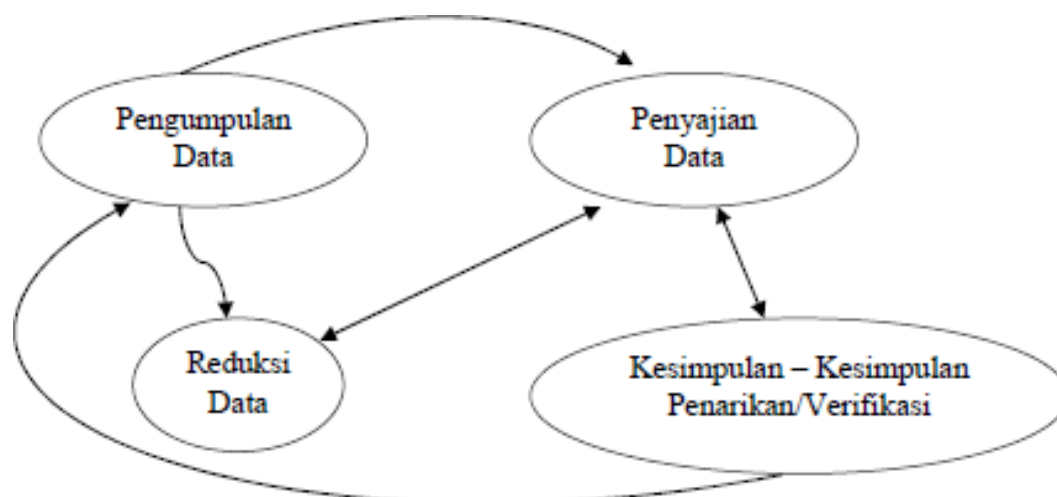 Pengumpulan
Data
Penyajian
Data
Reduksi
Data
Kesimpulan – Kesimpulan
Penarikan/Verifikasi